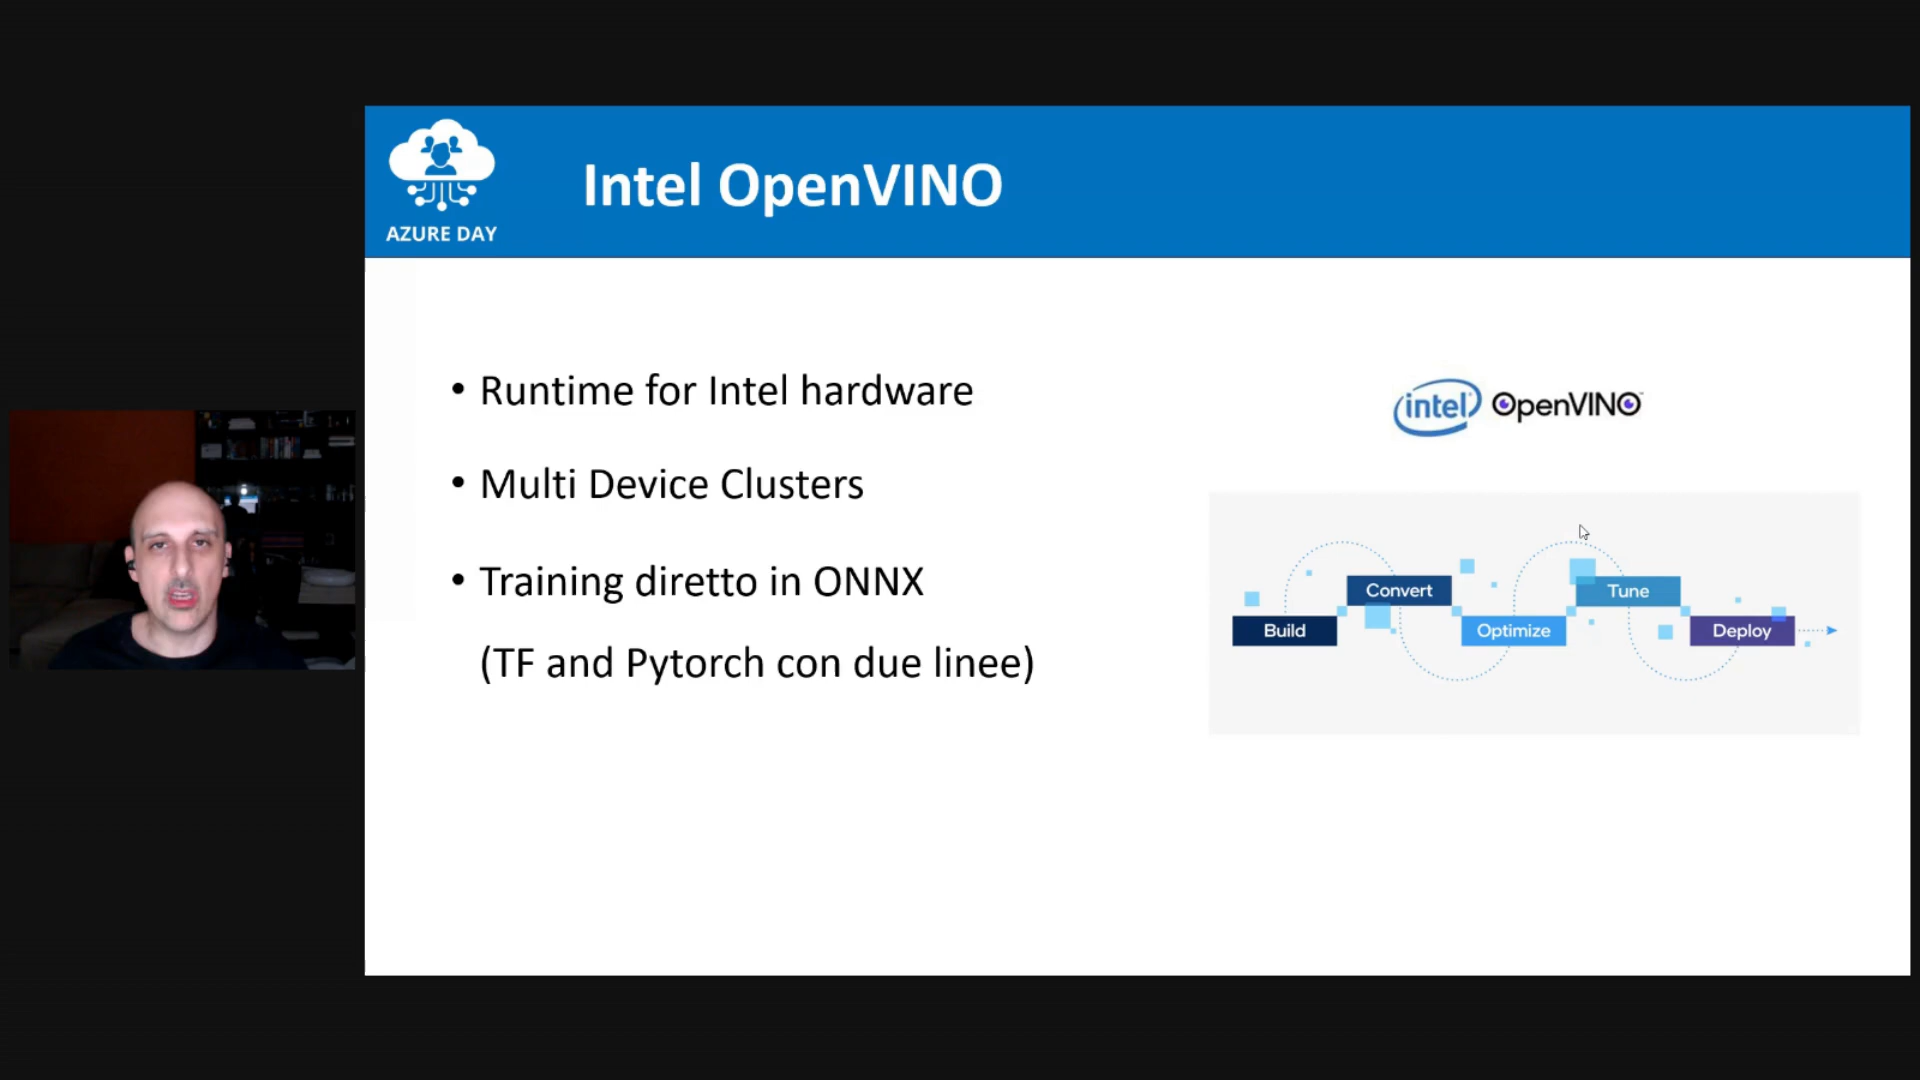 AZURE DAY
Intel OpenVINO
• Runtime for Intel hardware
• Multi Device Clusters
• Training diretto in ONNX
(TF and Pytorch con due linee)
intel OpenVINO™
Build
Convert
Optimize
Tune
Deploy